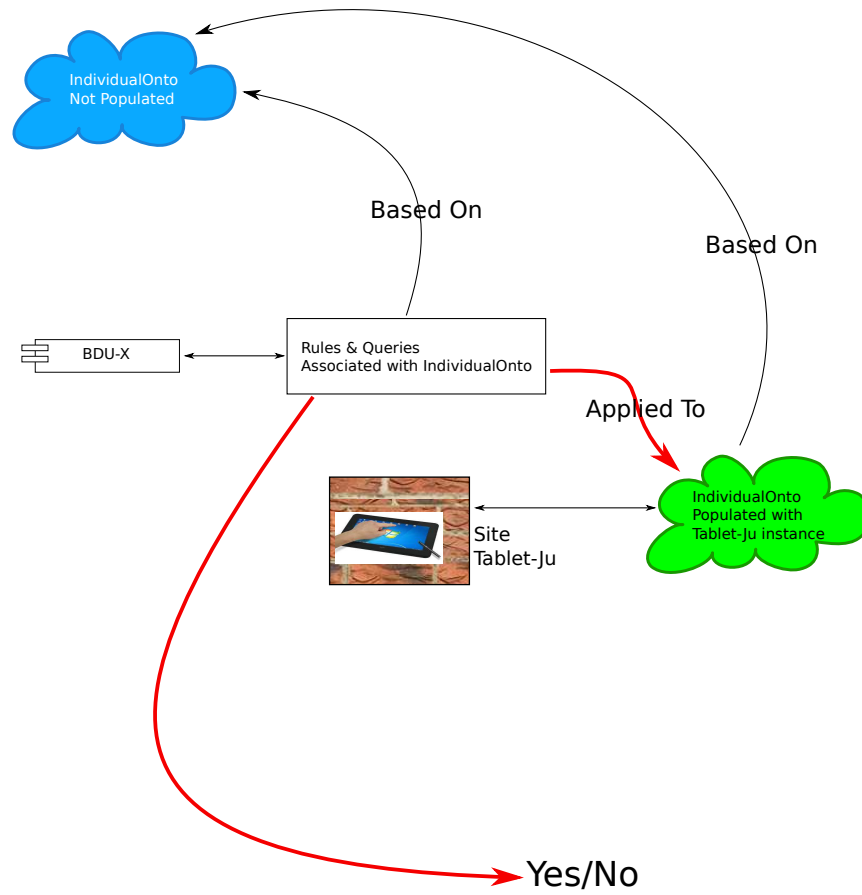 IndividualOnto
Not Populated
Based On
Based On
BDU-X
Rules & Queries
Associated with IndividualOnto
Applied To
IndividualOnto
Populated with
Tablet-Ju instance
Site
Tablet-Ju
Yes/No